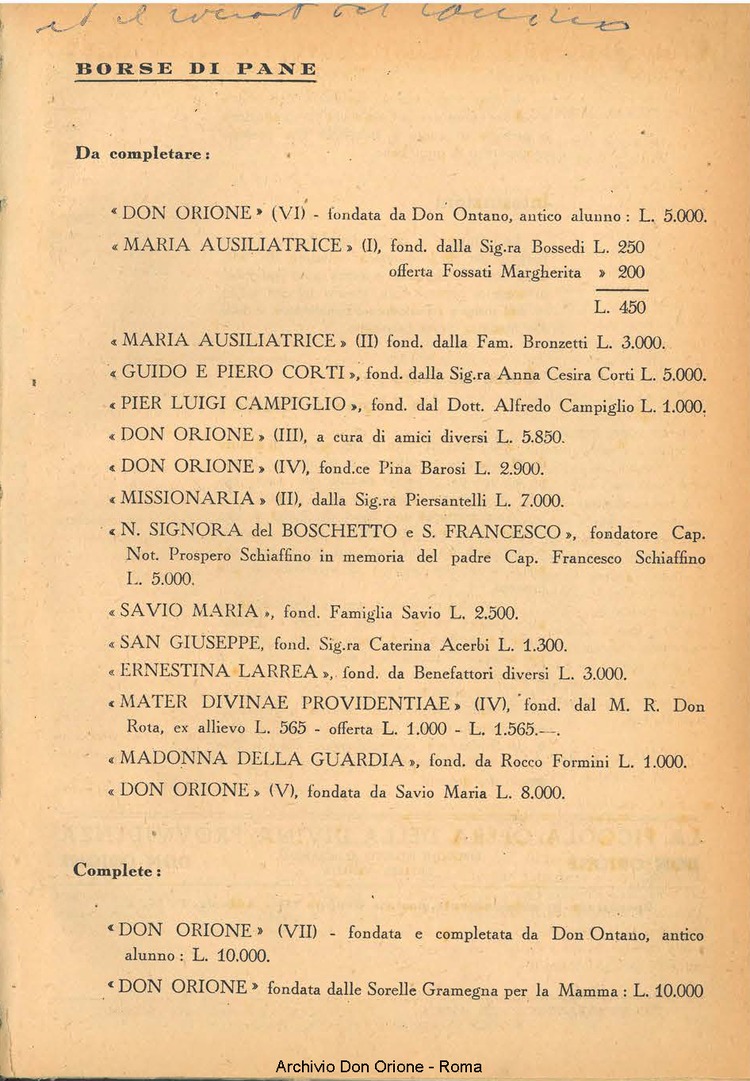 ed il
BORSE DI PANE
Da completare :
« DON ORIONE » (VI) - fondata da Don Ontano, antico alunno : L. 5.000.
« MARIA AUSILIATRICE » (I), fond. dalla Sig.ra Bossedi L. 250
offerta Fossati Margherita » 200
L. 450
« MARIA AUSILIATRICE » (II) fond. dalla Fam. Bronzetti L. 3.000.
« GUIDO E PIERO CORTI », fond. dalla Sig.ra Anna Cesira Corti L. 5.000.
« PIER LUIGI CAMPIGLIO », fond. dal Dott. Alfredo Campiglio L. 1.000.
« DON ORIONE » (III), a cura di amici diversi L. 5.850.
« DON ORIONE » (IV), fond.ce Pina Barosi L. 2.900.
« MISSIONARIA » (II), dalla Sig.ra Piersantelli L. 7.000.
« N. SIGNORA del BOSCHETTO e S. FRANCESCO », fondatore Cap.
Not. Prospero Schiaffino in memoria del padre Cap. Francesco Schiaffino
L. 5.000.
« SAVIO MARIA », fond. Famiglia Savio L. 2.500.
« SAN GIUSEPPE, fond. Sig.ra Caterina Acerbi L. 1.300.
« ERNESTINA LARREA », fond. da Benefattori diversi L. 3.000.
« MATER DIVINAE PROVIDENTIAE » (IV), fond. dal M. R. Don
Rota, ex allievo L. 565 - offerta L. 1.000 - L. 1.565.—.
« MADONNA DELLA GUARDIA », fond. da Rocco Formini L. 1.000.
« DON ORIONE » (V), fondata da Savio Maria L. 8.000.
Complete :
« DON ORIONE » (VII) - fondata e completata da Don Ontano, antico
alunno : L. 10.000.
« DON ORIONE » fondata dalle Sorelle Gramegna per la Mamma : L. 10.000
Archivio Don Orione - Roma